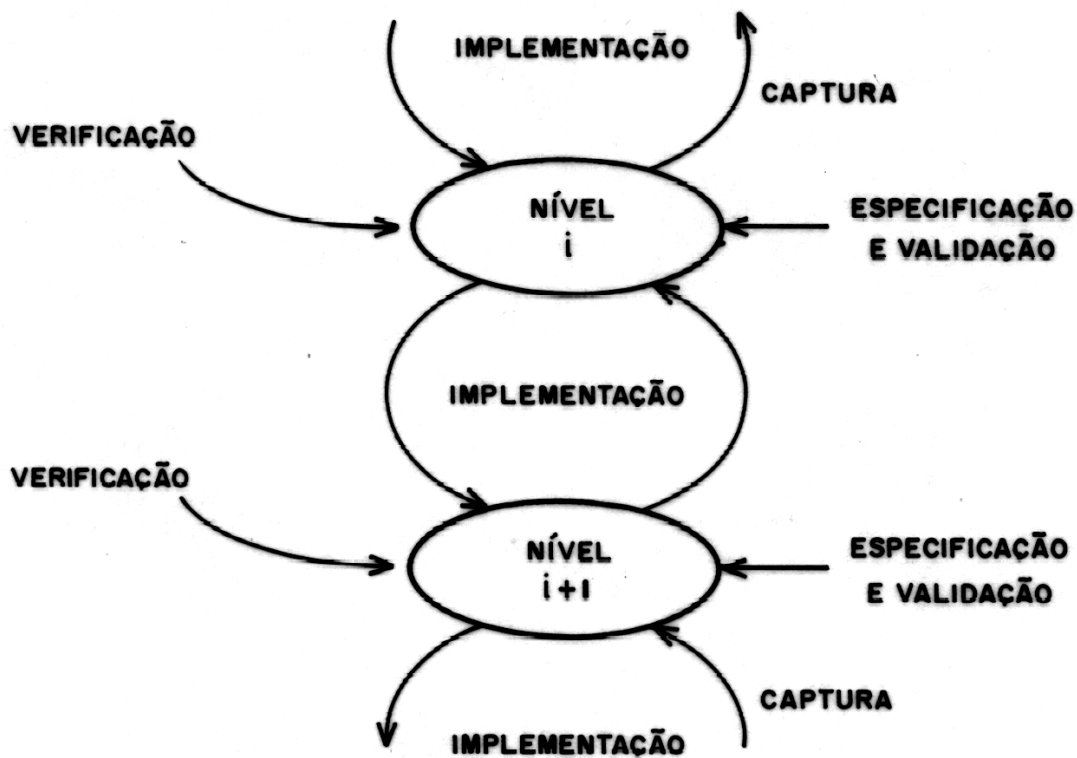 IMPLEMENTAÇÃO
CAPTURA
VERIFICAÇÃO
NÍVEL
i
ESPECIFICAÇÃO
E VALIDAÇÃO
IMPLEMENTAÇÃO
VERIFICAÇÃO
NÍVEL
i+1
ESPECIFICAÇÃO
E VALIDAÇÃO
CAPTURA
IMPLEMENTAÇÃO